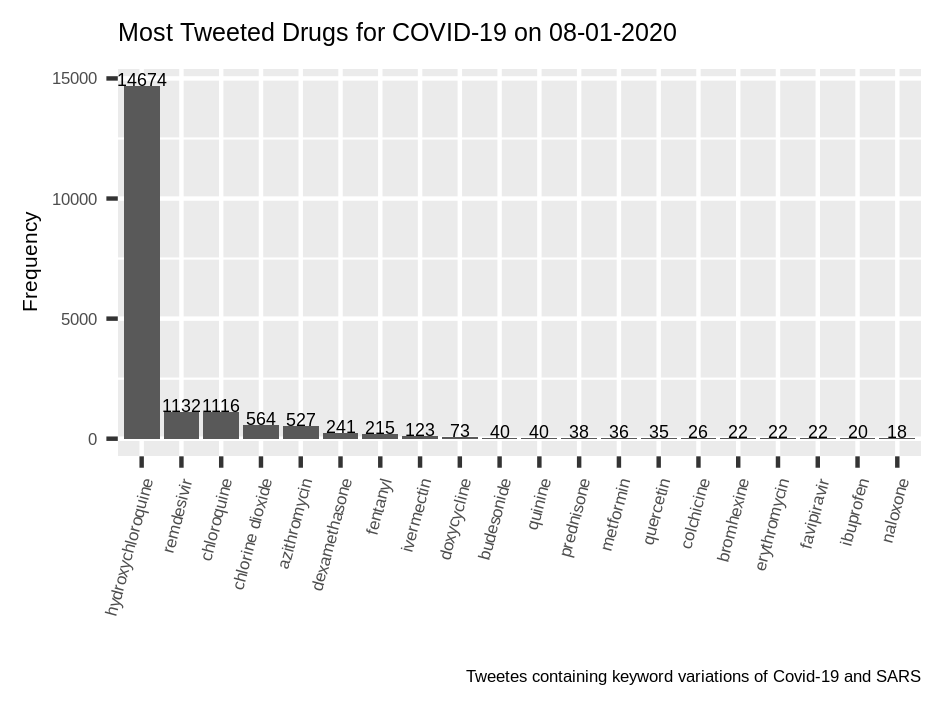 Most Tweeted Drugs for COVID-19 on 08-01-2020
Frequency
15000
10000
5000
0
14674
1132
1116
564
527
241
215
123
73
40
40
38
36
35
26
22
22
22
20
18
hydroxychloroquine
remdesivir
chloroquine
chlorine dioxide
azithromycin
dexamethasone
fentanyl
ivermectin
doxycycline
budesonide
quinine
prednisone
metformin
quercetin
colchicine
bromhexine
erythromycin
favipiravir
ibuprofen
naloxone
Tweetes containing keyword variations of Covid-19 and SARS